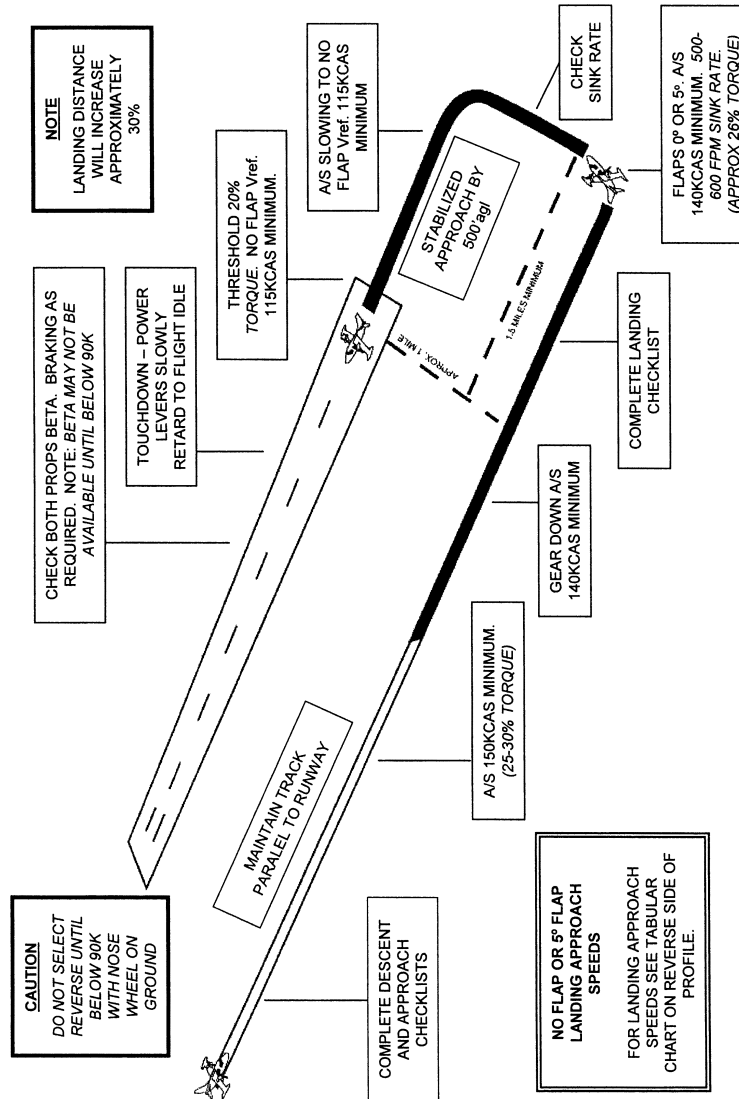 CAUTION
DO NOT SELECT
REVERSE UNTIL
BELOW 90K
WITH NOSE
WHEEL ON
GROUND
CHECK BOTH PROPS BETA. BRAKING AS
REQUIRED. NOTE: BETA MAY NOT BE
AVAILABLE UNTIL BELOW 90K
NOTE
LANDING DISTANCE
WILL INCREASE
APPROXIMATELY
30%
TOUCHDOWN – POWER
LEVERS SLOWLY
RETARD TO FLIGHT IDLE
THRESHOLD 20%
TORQUE. NO FLAP Vref.
115KCAS MINIMUM.
A/S SLOWING TO NO
FLAP Vref. 115KCAS
MINIMUM
MAINTAIN TRACK
PARALEL TO RUNWAY
STABILIZED
APPROACH BY
500'agl
APPROX. 1 MILE
1.5 MILES MINIMUM
CHECK
SINK RATE
COMPLETE DESCENT
AND APPROACH
CHECKLISTS
A/S 150KCAS MINIMUM.
(25-30% TORQUE)
GEAR DOWN A/S
140KCAS MINIMUM
COMPLETE LANDING
CHECKLIST
FLAPS 0º OR 5º. A/S
140KCAS MINIMUM. 500-
600 FPM SINK RATE.
(APPROX 26% TORQUE)
NO FLAP OR 5º FLAP
LANDING APPROACH
SPEEDS
FOR LANDING APPROACH
SPEEDS SEE TABULAR
CHART ON REVERSE SIDE OF
PROFILE.